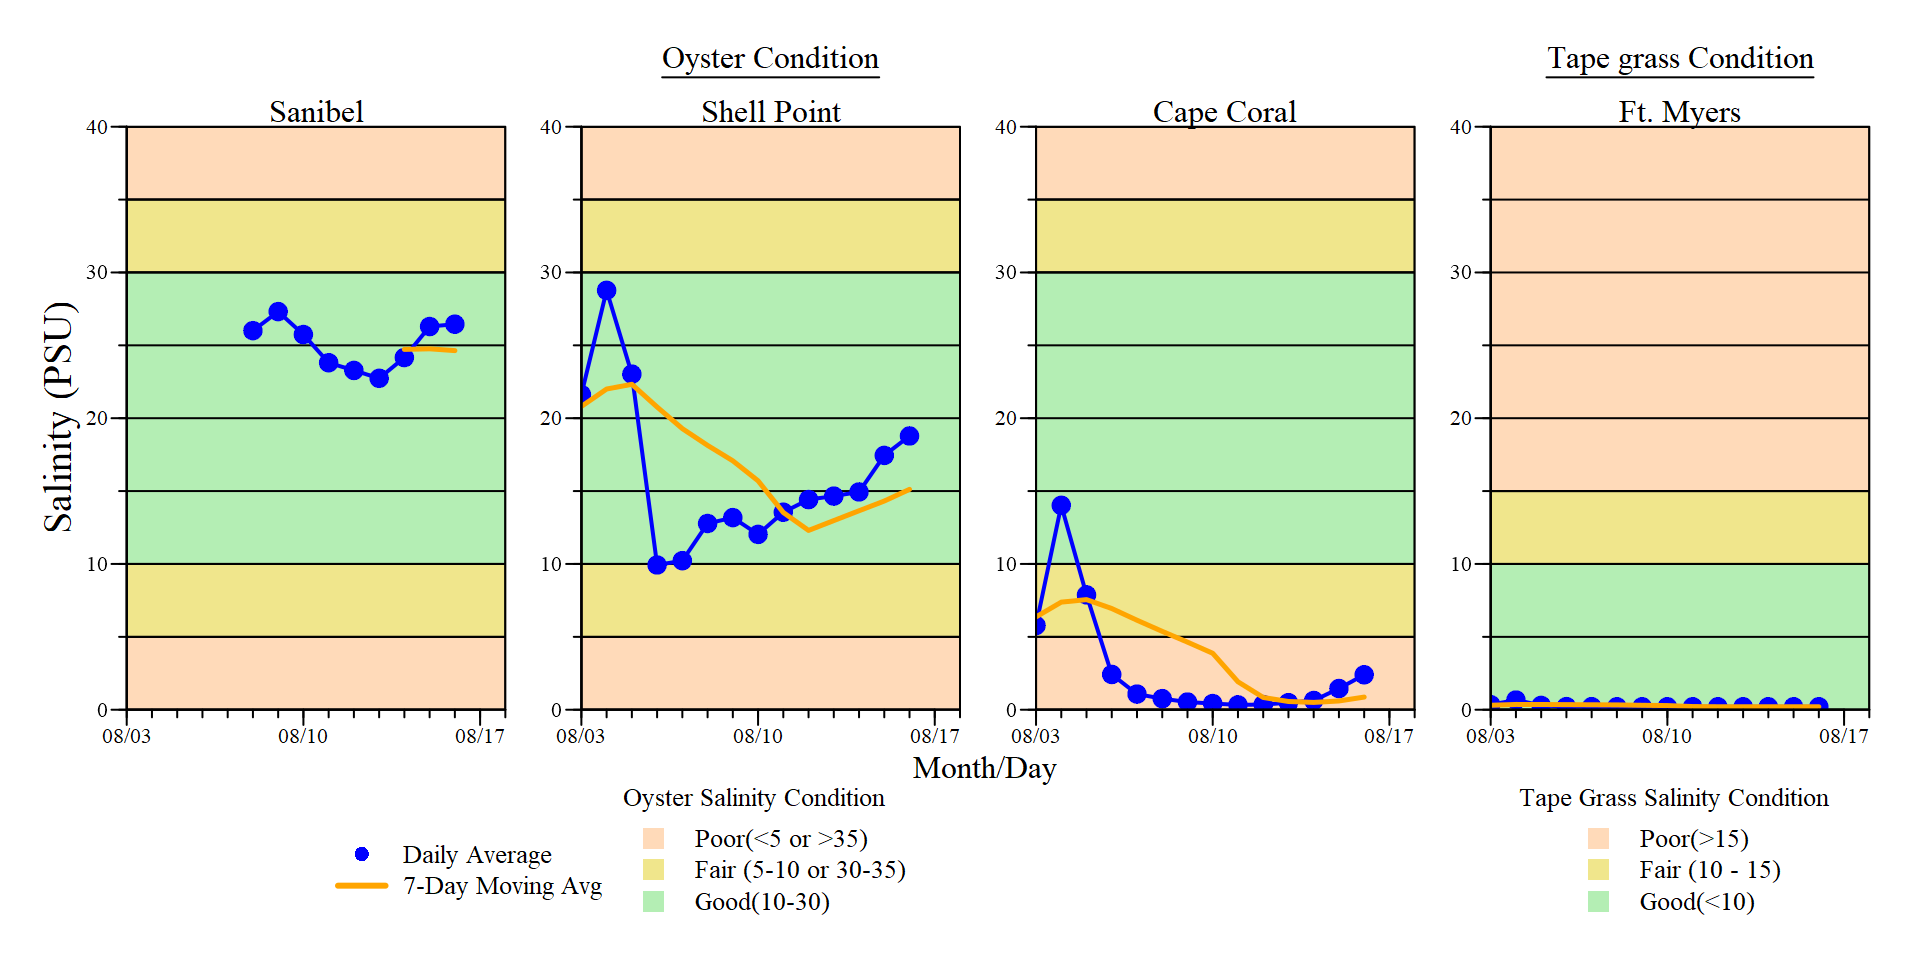 Oyster Condition
Tape grass Condition
Sanibel
Shell Point
Cape Coral
Ft. Myers
Salinity (PSU)
40
30
20
10
0
08/03
08/10
08/17
40
30
20
10
0
08/03
08/10
08/17
40
30
20
10
0
08/03
08/10
08/17
40
30
20
10
0
08/03
08/10
08/17
Month/Day
Daily Average
7-Day Moving Avg
Oyster Salinity Condition
Poor(<5 or >35)
Fair (5-10 or 30-35)
Good(10-30)
Tape Grass Salinity Condition
Poor(>15)
Fair (10 - 15)
Good(<10)